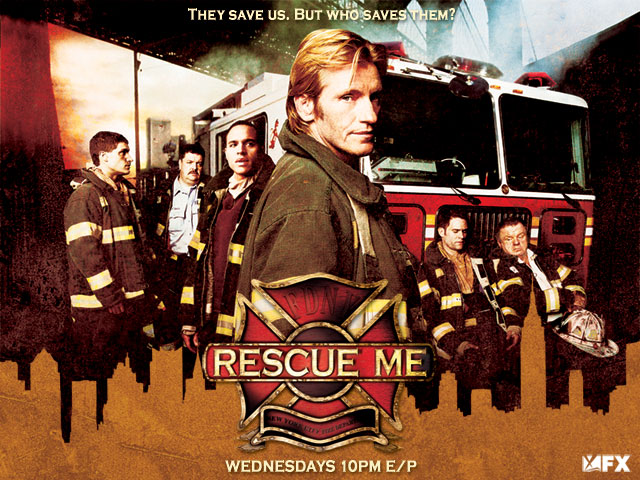 THEY SAVE US. BUT WHO SAVES THEM?
FDNY
RESCUE ME
WEDNESDAYS 10PM E/P
FX